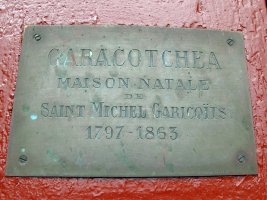 GARACOTCHEA
MAISON NATALE
DE
SAINT MICHEL GARICOÏTS
1797-1863